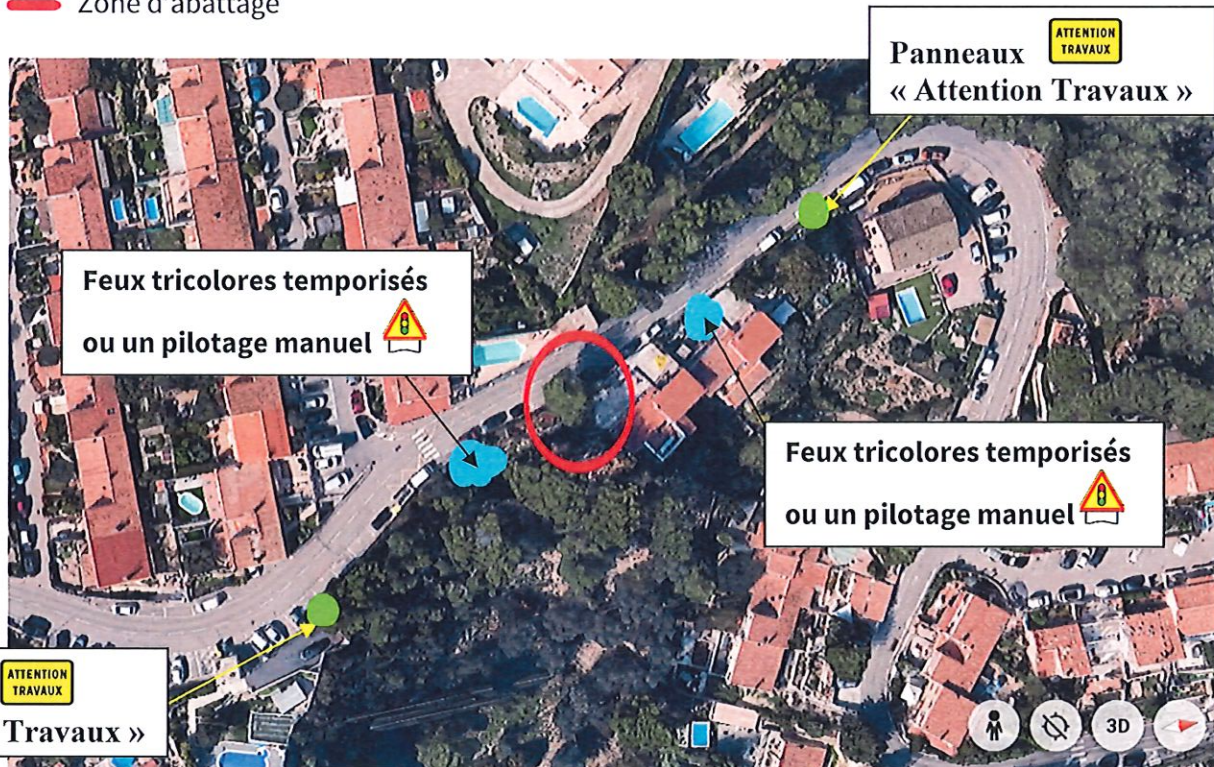 Zone d'abattage
ATTENTION
TRAVAUX
Panneaux
« Attention Travaux »
Feux tricolores temporisés
ou un pilotage manuel
Feux tricolores temporisés
ou un pilotage manuel
ATTENTION
TRAVAUX
Travaux »
3D